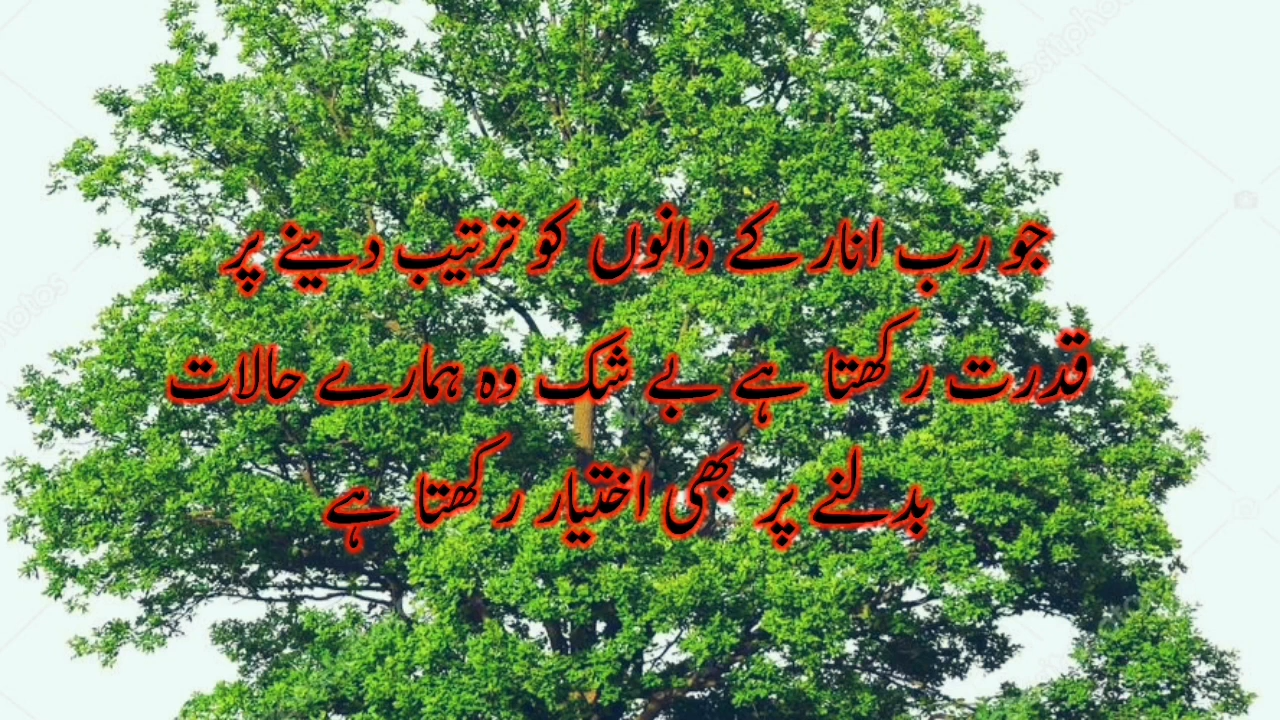 جو رب انار کے دانوں کو ترتیب دینے پر
قدرت رکھتا ہے بے شک وہ ہمارے حالات
بدلنے پر بھی اختیار رکھتا ہے